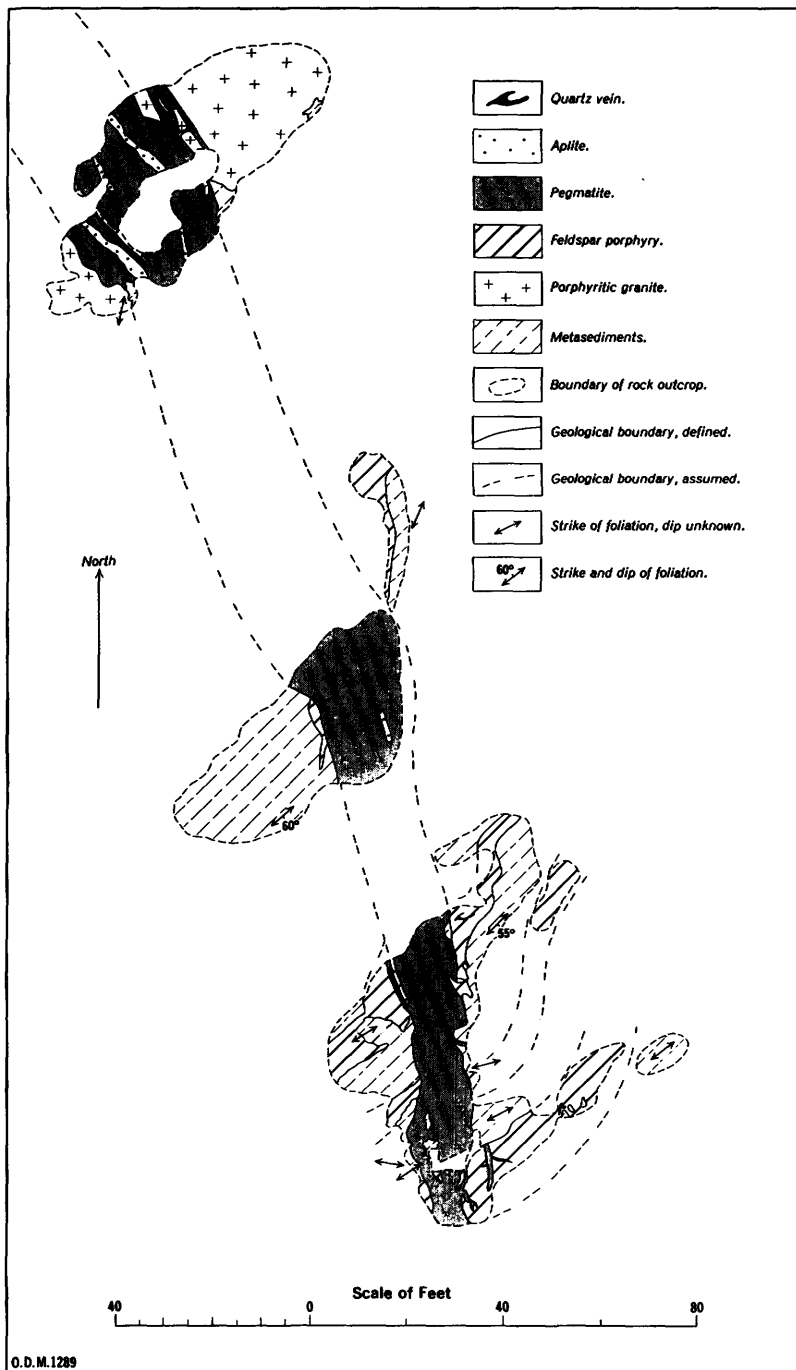 Quartz vein.
Aplite.
Pegmatite.
Feldspar porphyry.
Porphyritic granite.
Metasediments.
Boundary of rock outcrop.
Geological boundary, defined.
Geological boundary, assumed.
Strike of foliation, dip unknown.
60°
Strike and dip of foliation.
North
60°
55°
Scale of Feet
40 0 40 80
O.D.M.1289